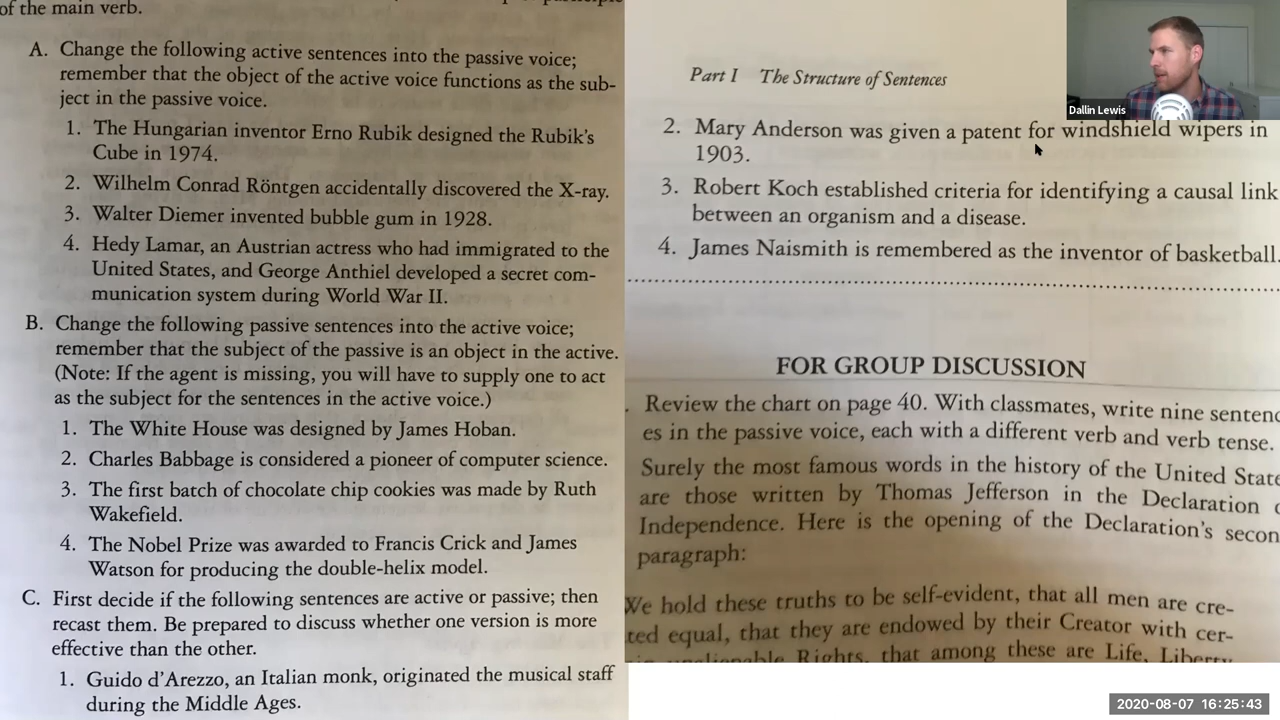 of the main verb.
A. Change the following active sentences into the passive voice;
remember that the object of the active voice functions as the sub-
ject in the passive voice.
1. The Hungarian inventor Erno Rubik designed the Rubik's
Cube in 1974.
2. Wilhelm Conrad Röntgen accidentally discovered the X-ray.
3. Walter Diemer invented bubble gum in 1928.
4. Hedy Lamar, an Austrian actress who had immigrated to the
United States, and George Anthiel developed a secret com-
munication system during World War II.
B. Change the following passive sentences into the active voice;
remember that the subject of the passive is an object in the active.
(Note: If the agent is missing, you will have to supply one to act
as the subject for the sentences in the active voice.)
1. The White House was designed by James Hoban.
2. Charles Babbage is considered a pioneer of computer science.
3. The first batch of chocolate chip cookies was made by Ruth
Wakefield.
4. The Nobel Prize was awarded to Francis Crick and James
Watson for producing the double-helix model.
C. First decide if the following sentences are active or passive; then
recast them. Be prepared to discuss whether one version is more
effective than the other.
1. Guido d'Arezzo, an Italian monk, originated the musical staff
during the Middle Ages.
Part I The Structure of Sentences
2. Mary Anderson was given a patent for windshield wipers in
1903.
3. Robert Koch established criteria for identifying a causal link
between an organism and a disease.
4. James Naismith is remembered as the inventor of basketball.
FOR GROUP DISCUSSION
Review the chart on page 40. With classmates, write nine sentenc
es in the passive voice, each with a different verb and verb tense.
Surely the most famous words in the history of the United State
are those written by Thomas Jefferson in the Declaration
Independence. Here is the opening of the Declaration's secon
paragraph:
We hold these truths to be self-evident, that all men are cre-
ted equal, that they are endowed by their Creator with cer-
Rights, that among these are Life, Liberty
Dallin Lewis
2020-08-07 16:25:43